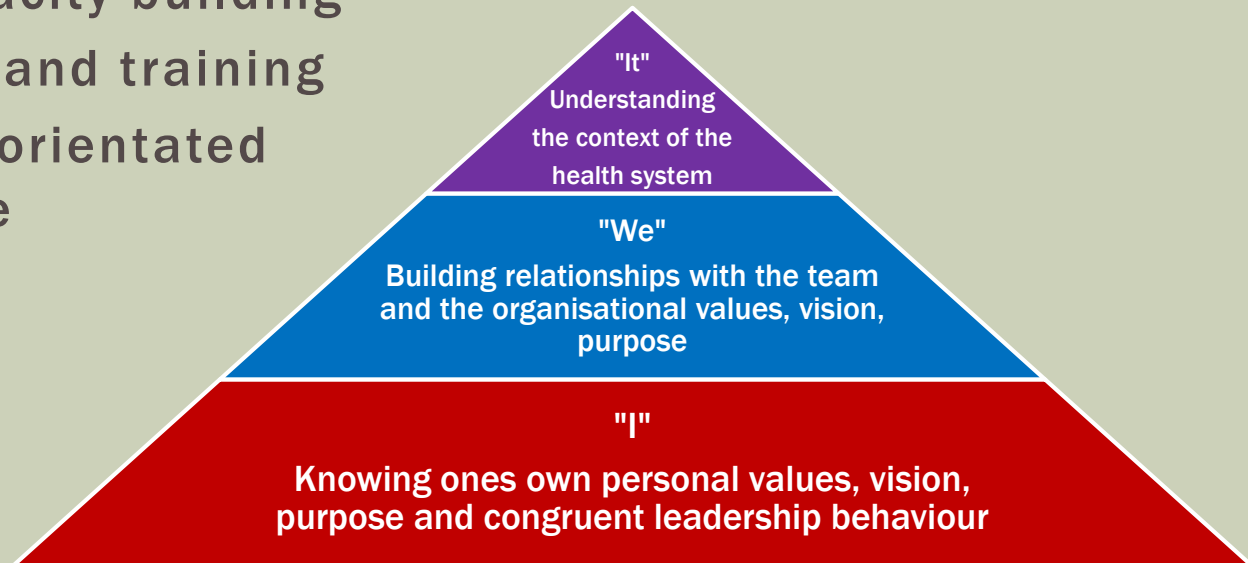 building
and training
orientated
"It"
Understanding
the context of the
health system
"We"
Building relationships with the team
and the organisational values, vision,
purpose
"I"
Knowing ones own personal values, vision,
purpose and congruent leadership behaviour